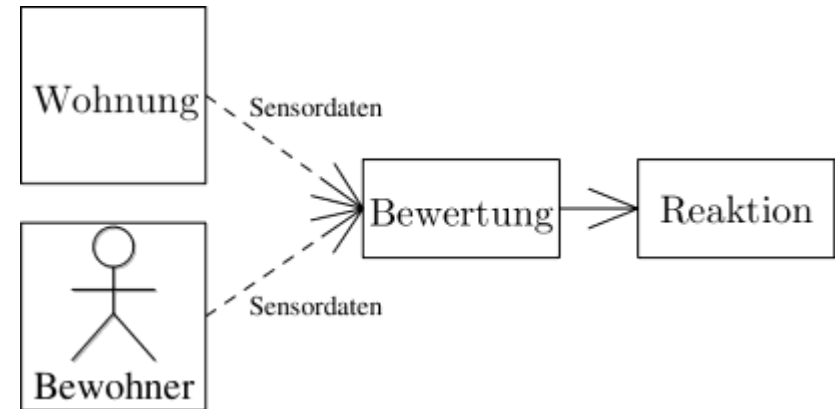 Wohnung
Sensordaten
Bewertung
Reaktion
Sensordaten
Bewohner